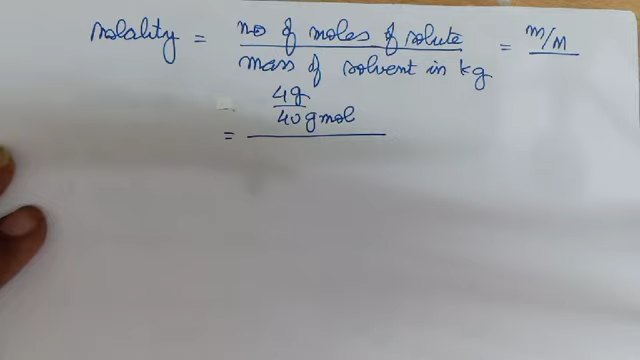 molality = no of moles of solute / mass of solvent in kg = m/M
= 4g / 40 g mol